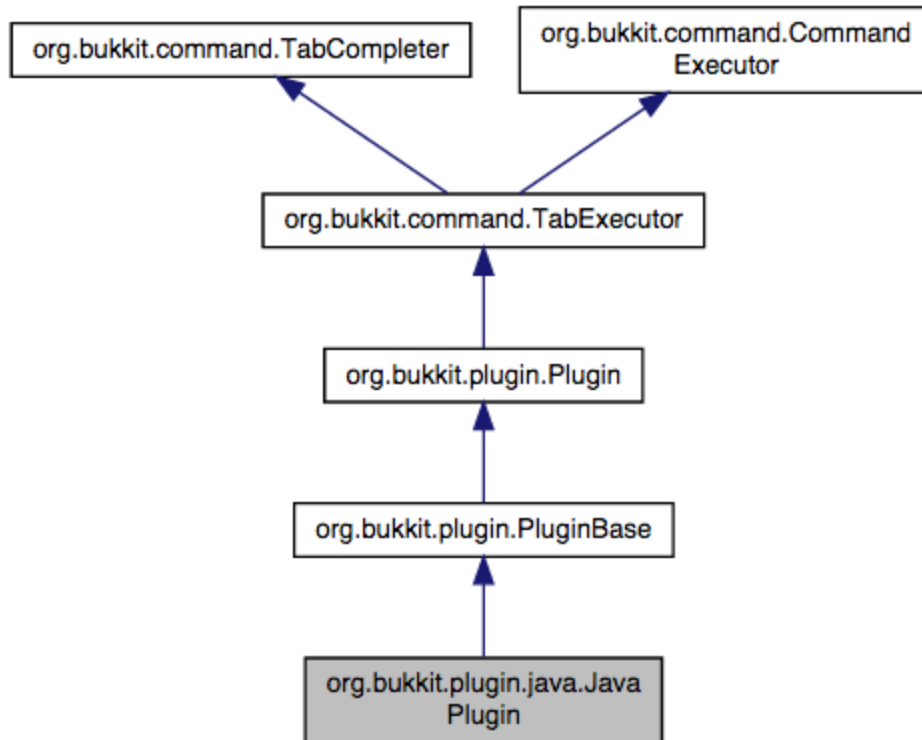 org.bukkit.command.TabCompleter
org.bukkit.command.Command
Executor
org.bukkit.command.TabExecutor
org.bukkit.plugin.Plugin
org.bukkit.plugin.PluginBase
org.bukkit.plugin.java.Java
Plugin